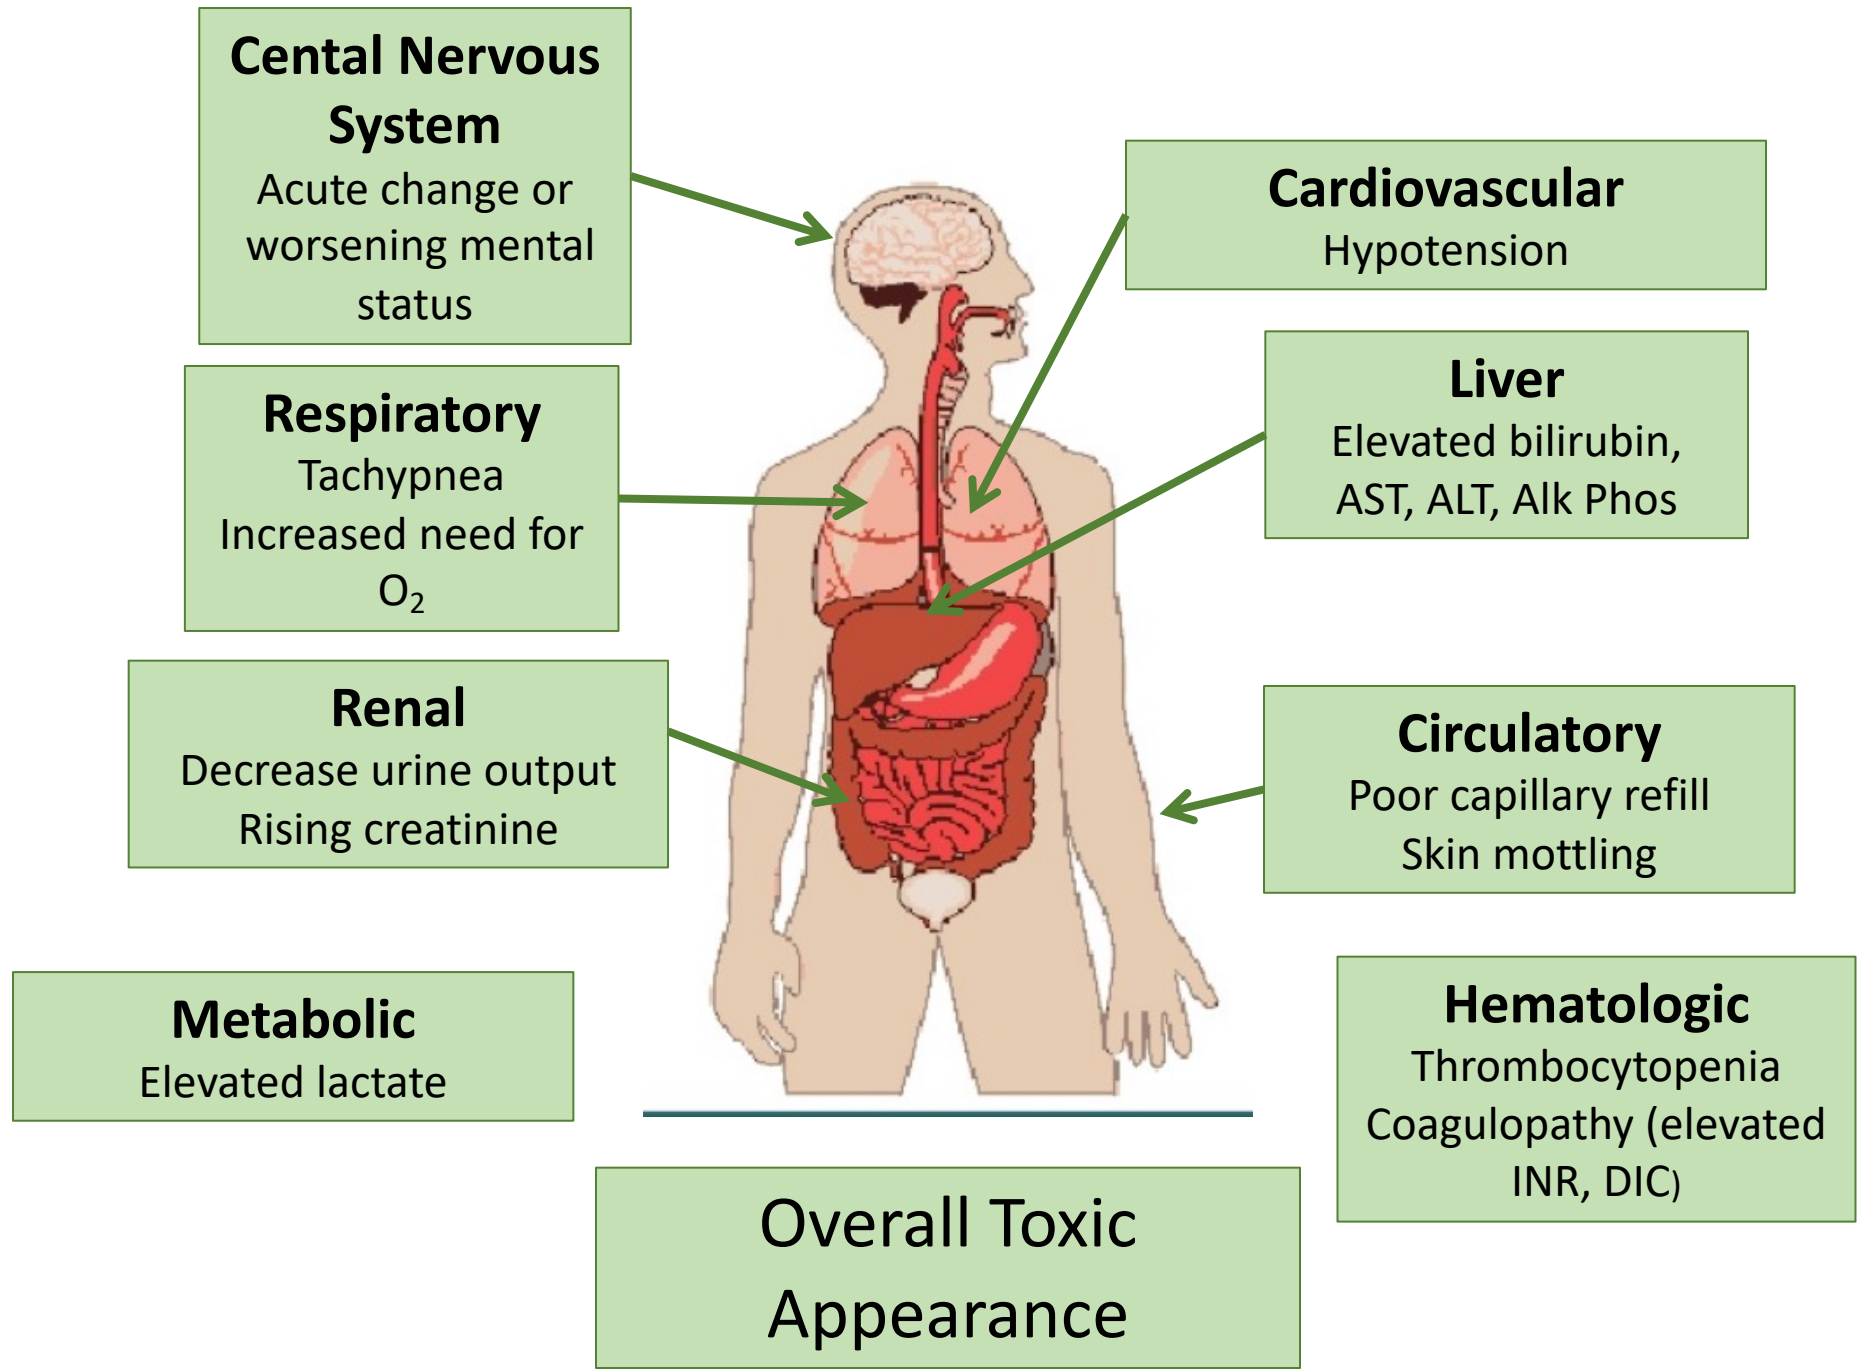 Cental Nervous
System
Acute change or
worsening mental
status
Cardiovascular
Hypotension
Respiratory
Tachypnea
Increased need for
O₂
Liver
Elevated bilirubin,
AST, ALT, Alk Phos
Renal
Decrease urine output
Rising creatinine
Circulatory
Poor capillary refill
Skin mottling
Metabolic
Elevated lactate
Hematologic
Thrombocytopenia
Coagulopathy (elevated
INR, DIC)
Overall Toxic
Appearance